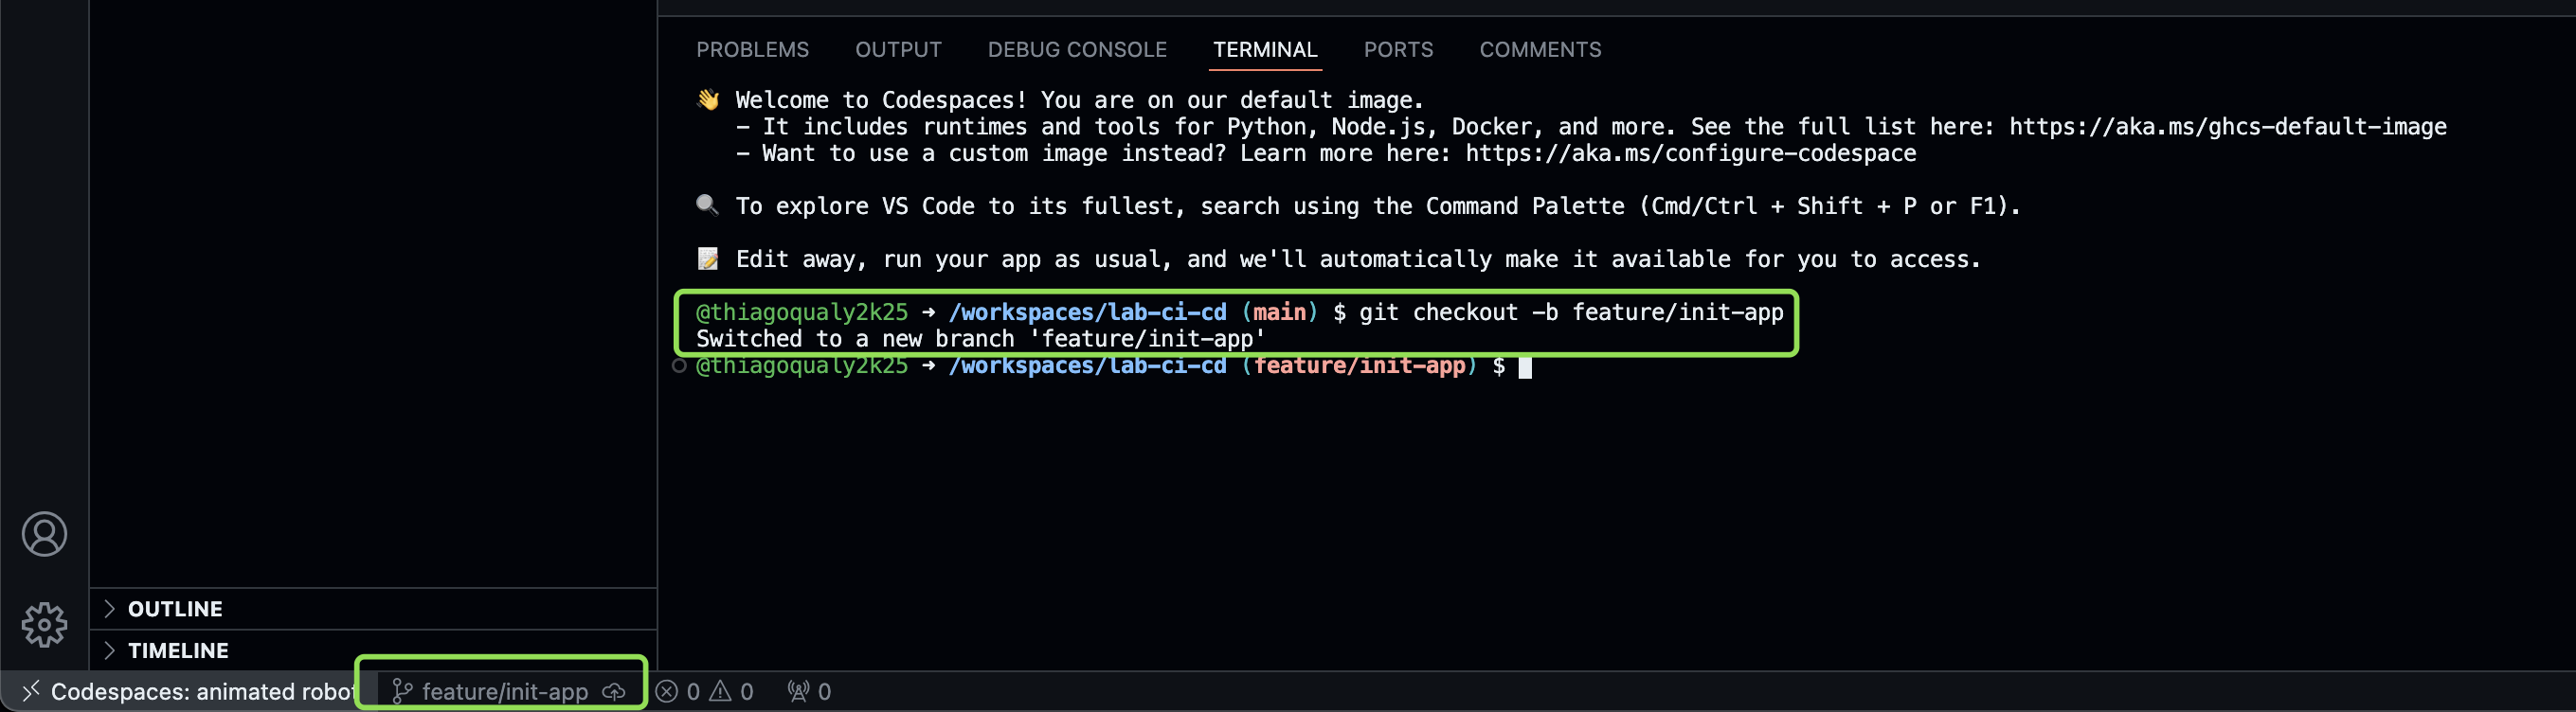 PROBLEMS OUTPUT DEBUG CONSOLE TERMINAL PORTS COMMENTS
👋 Welcome to Codespaces! You are on our default image.
- It includes runtimes and tools for Python, Node.js, Docker, and more. See the full list here: https://aka.ms/ghcs-default-image
- Want to use a custom image instead? Learn more here: https://aka.ms/configure-codespace
🔍 To explore VS Code to its fullest, search using the Command Palette (Cmd/Ctrl + Shift + P or F1).
📝 Edit away, run your app as usual, and we'll automatically make it available for you to access.
@thiagoqualy2k25 ➜ /workspaces/lab-ci-cd (main) $ git checkout -b feature/init-app
Switched to a new branch 'feature/init-app'
@thiagoqualy2k25 ➜ /workspaces/lab-ci-cd (feature/init-app) $
OUTLINE
TIMELINE
Codespaces: animated robot feature/init-app 0 0 0